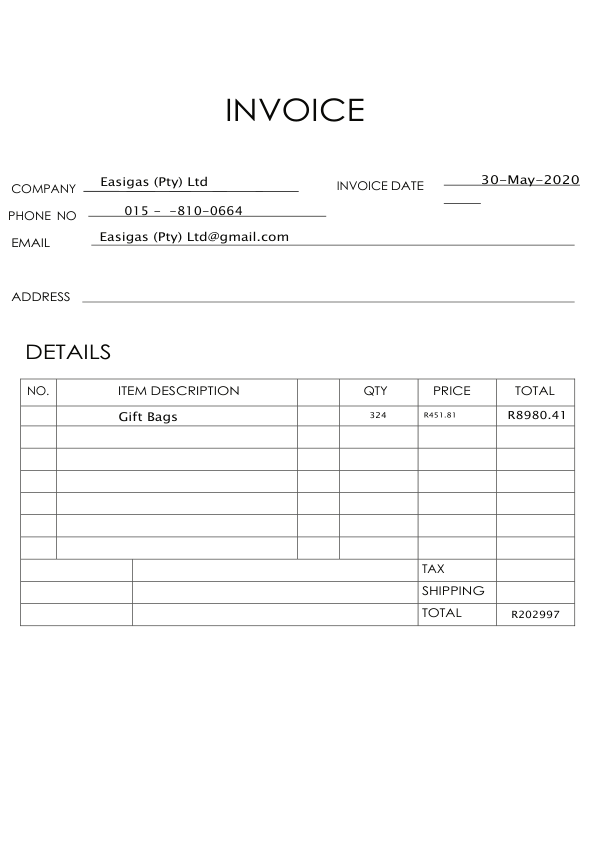 INVOICE
COMPANY Easigas (Pty) Ltd INVOICE DATE 30-May-2020
PHONE NO 015 - -810-0664
EMAIL Easigas (Pty) Ltd@gmail.com
ADDRESS
DETAILS
NO. ITEM DESCRIPTION QTY PRICE TOTAL
Gift Bags 324 R451.81 R8980.41
TAX
SHIPPING
TOTAL R202997